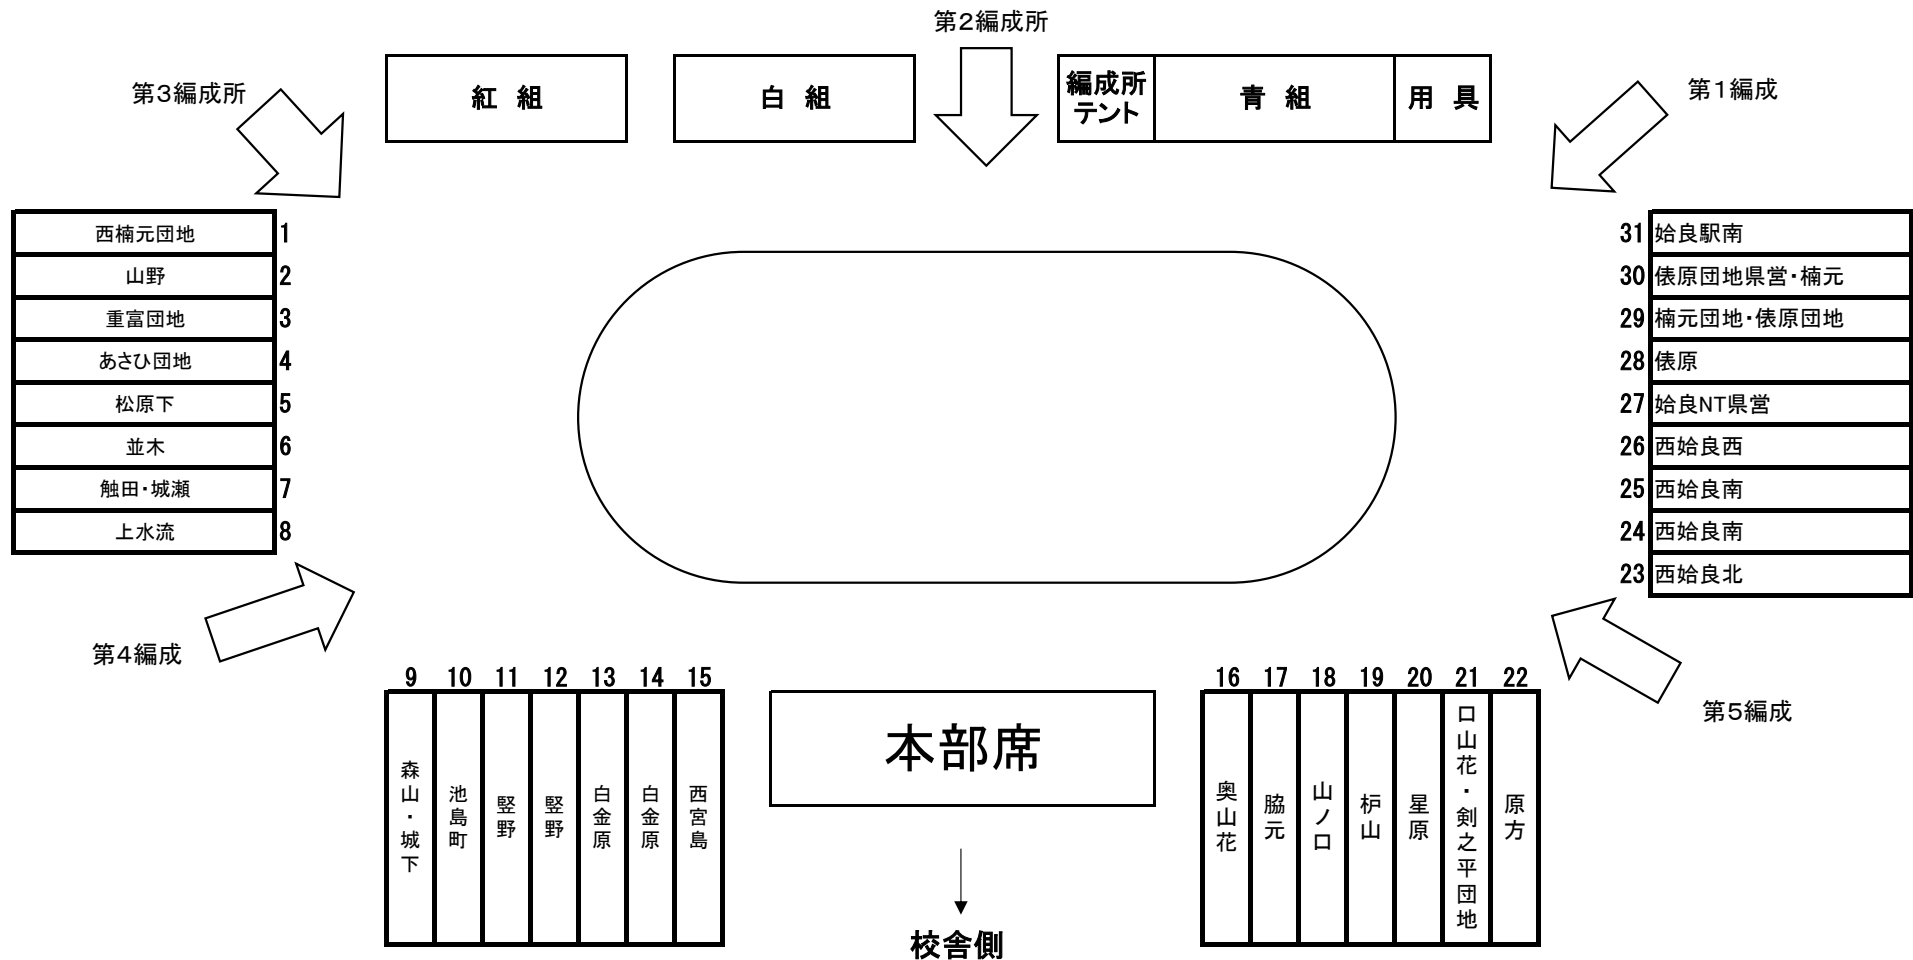 第2編成所
第3編成所
紅 組
白 組
編成所
テント
青 組
用 具
第1編成
西楠元団地 1
山野 2
重富団地 3
あさひ団地 4
松原下 5
並木 6
触田・城瀬 7
上水流 8
31 姶良駅南
30 俵原団地県営・楠元
29 楠元団地・俵原団地
28 俵原
27 姶良NT県営
26 西姶良西
25 西姶良南
24 西姶良南
23 西姶良北
第4編成
第5編成
9 森山・城下
10 池島町
11 竪野
12 竪野
13 白金原
14 白金原
15 西宮島
本部席
16 奥山花
17 脇元
18 山ノ口
19 枦山
20 星原
21 口山花・剣之平団地
22 原方
校舎側